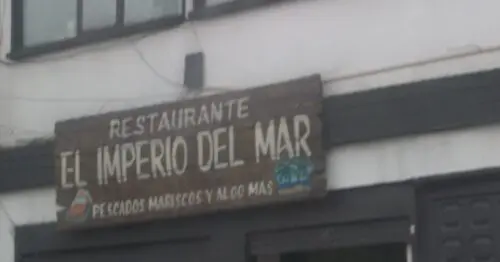 RESTAURANTE
EL IMPERIO DEL MAR
PESCADOS MARISCOS Y ALGO MAS